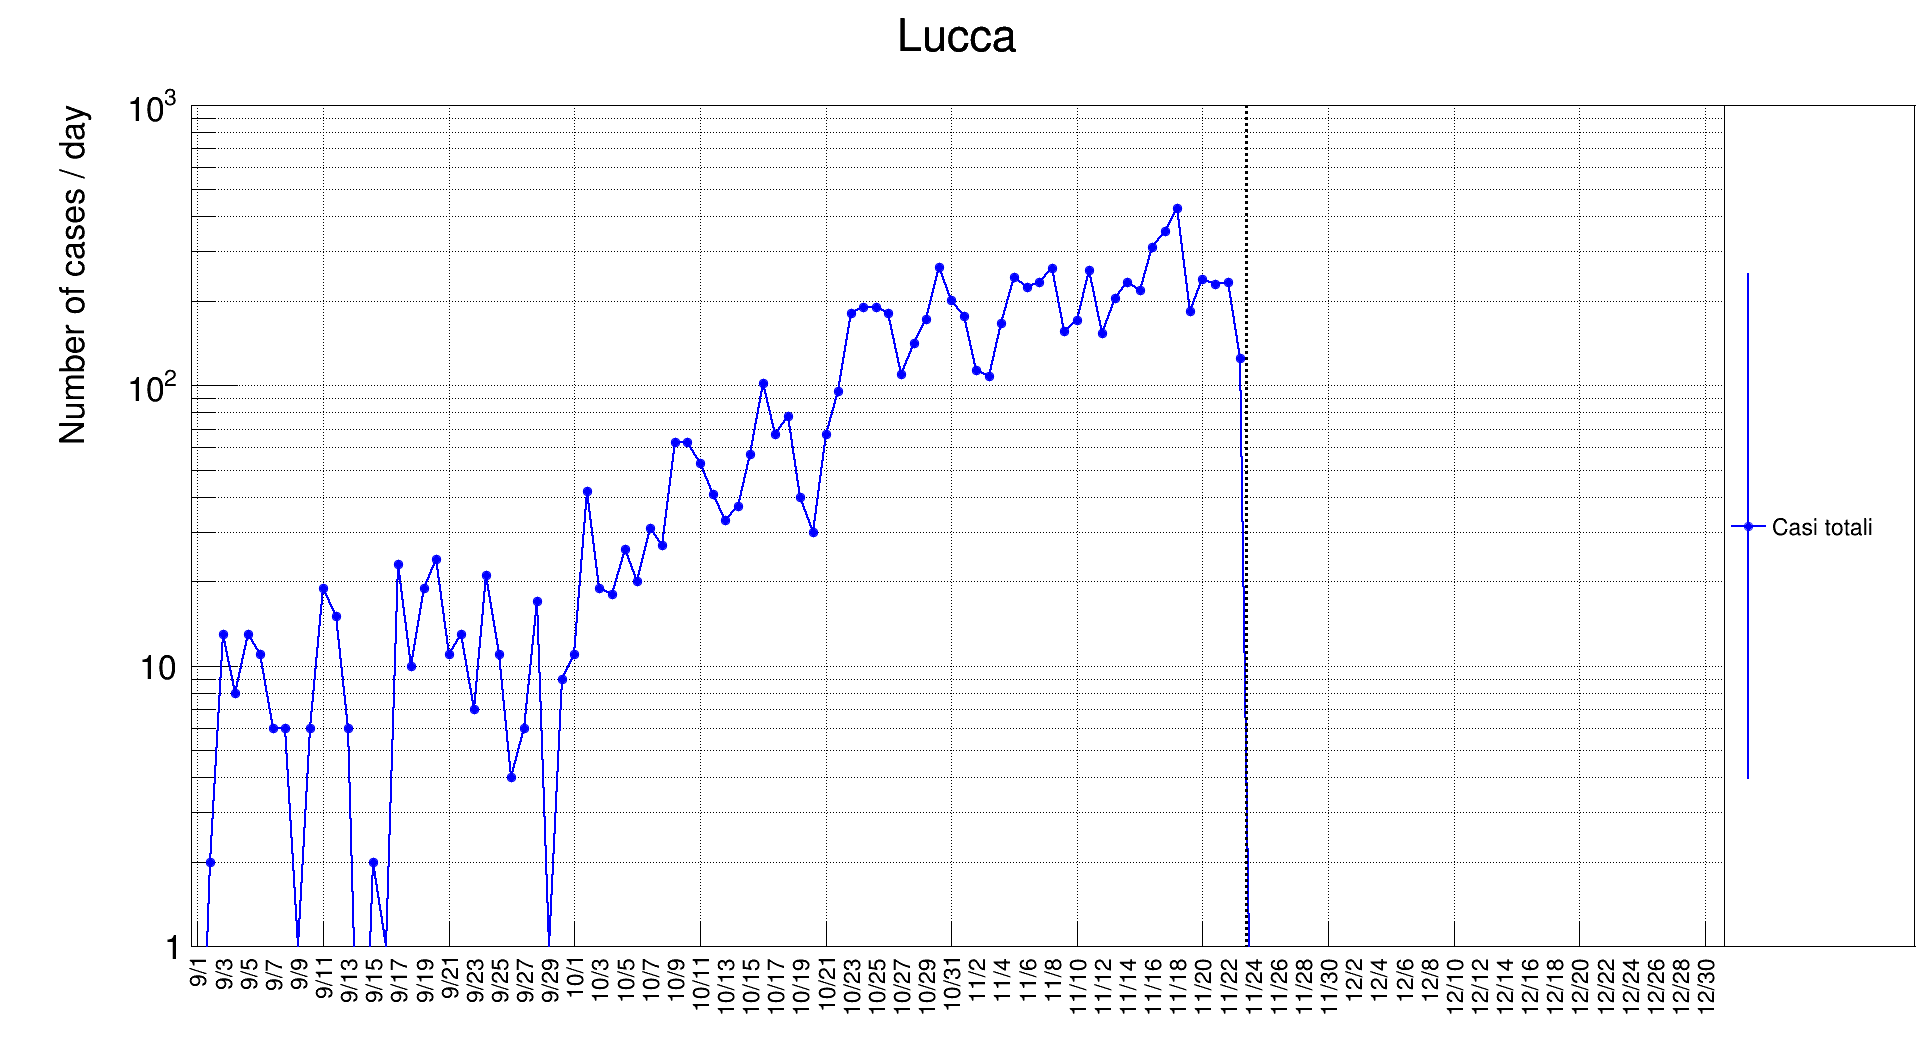 Lucca
Number of cases / day
10³
10²
10
1
9/1 9/3 9/5 9/7 9/9 9/11 9/13 9/15 9/17 9/19 9/21 9/23 9/25 9/27 9/29 10/1 10/3 10/5 10/7 10/9 10/11 10/13 10/15 10/17 10/19 10/21 10/23 10/25 10/27 10/29 10/31 11/2 11/4 11/6 11/8 11/10 11/12 11/14 11/16 11/18 11/20 11/22 11/24 11/26 11/28 11/30 12/2 12/4 12/6 12/8 12/10 12/12 12/14 12/16 12/18 12/20 12/22 12/24 12/26 12/28 12/30
Casi totali